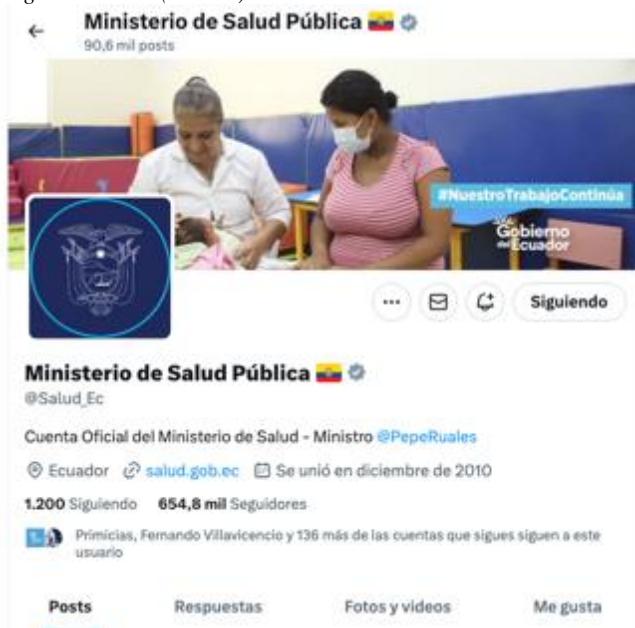 Ministerio de Salud Pública
90,6 mil posts
#NuestroTrabajoContinúa
Gobierno
del Ecuador
Siguiendo
Ministerio de Salud Pública
@Salud_Ec
Cuenta Oficial del Ministerio de Salud - Ministro @PepeRuales
Ecuador salud.gob.ec Se unió en diciembre de 2010
1.200 Siguiendo 654,8 mil Seguidores
Primicias, Fernando Villavicencio y 136 más de las cuentas que sigues siguen a este
usuario
Posts Respuestas Fotos y videos Me gusta